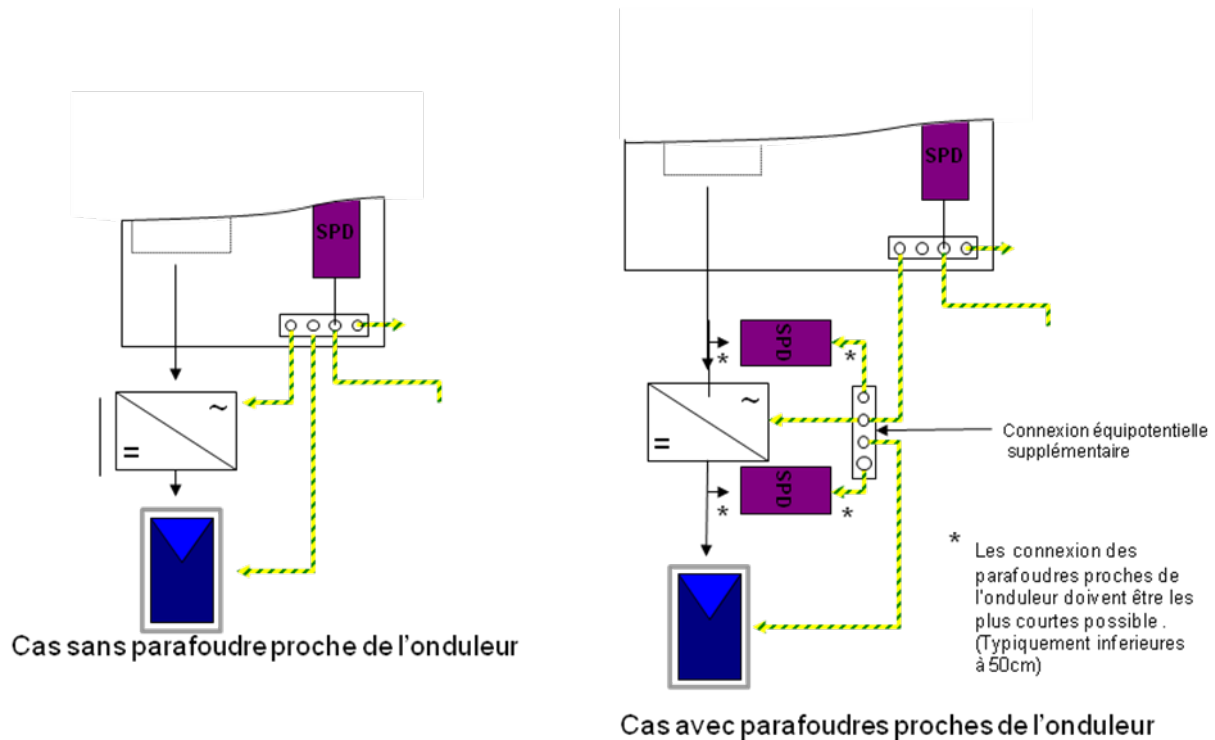 SPD
~
=
Cas sans parafoudre proche de l'onduleur
SPD
SPD
*
*
~
=
SPD
*
*
Connexion équipotentielle
supplémentaire
* Les connexion des
parafoudres proches de
l'onduleur doivent être les
plus courtes possible .
(Typiquement inferieures
à 50cm)
Cas avec parafoudres proches de l'onduleur